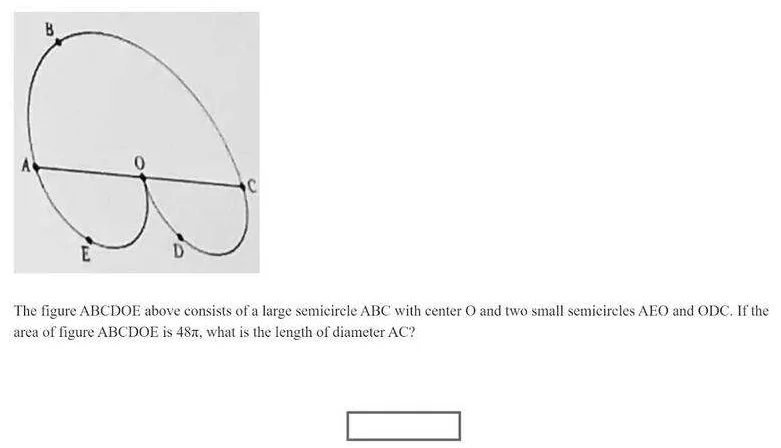 B
A O C
E D
The figure ABCDOE above consists of a large semicircle ABC with center O and two small semicircles AEO and ODC. If the
area of figure ABCDOE is 48π, what is the length of diameter AC?